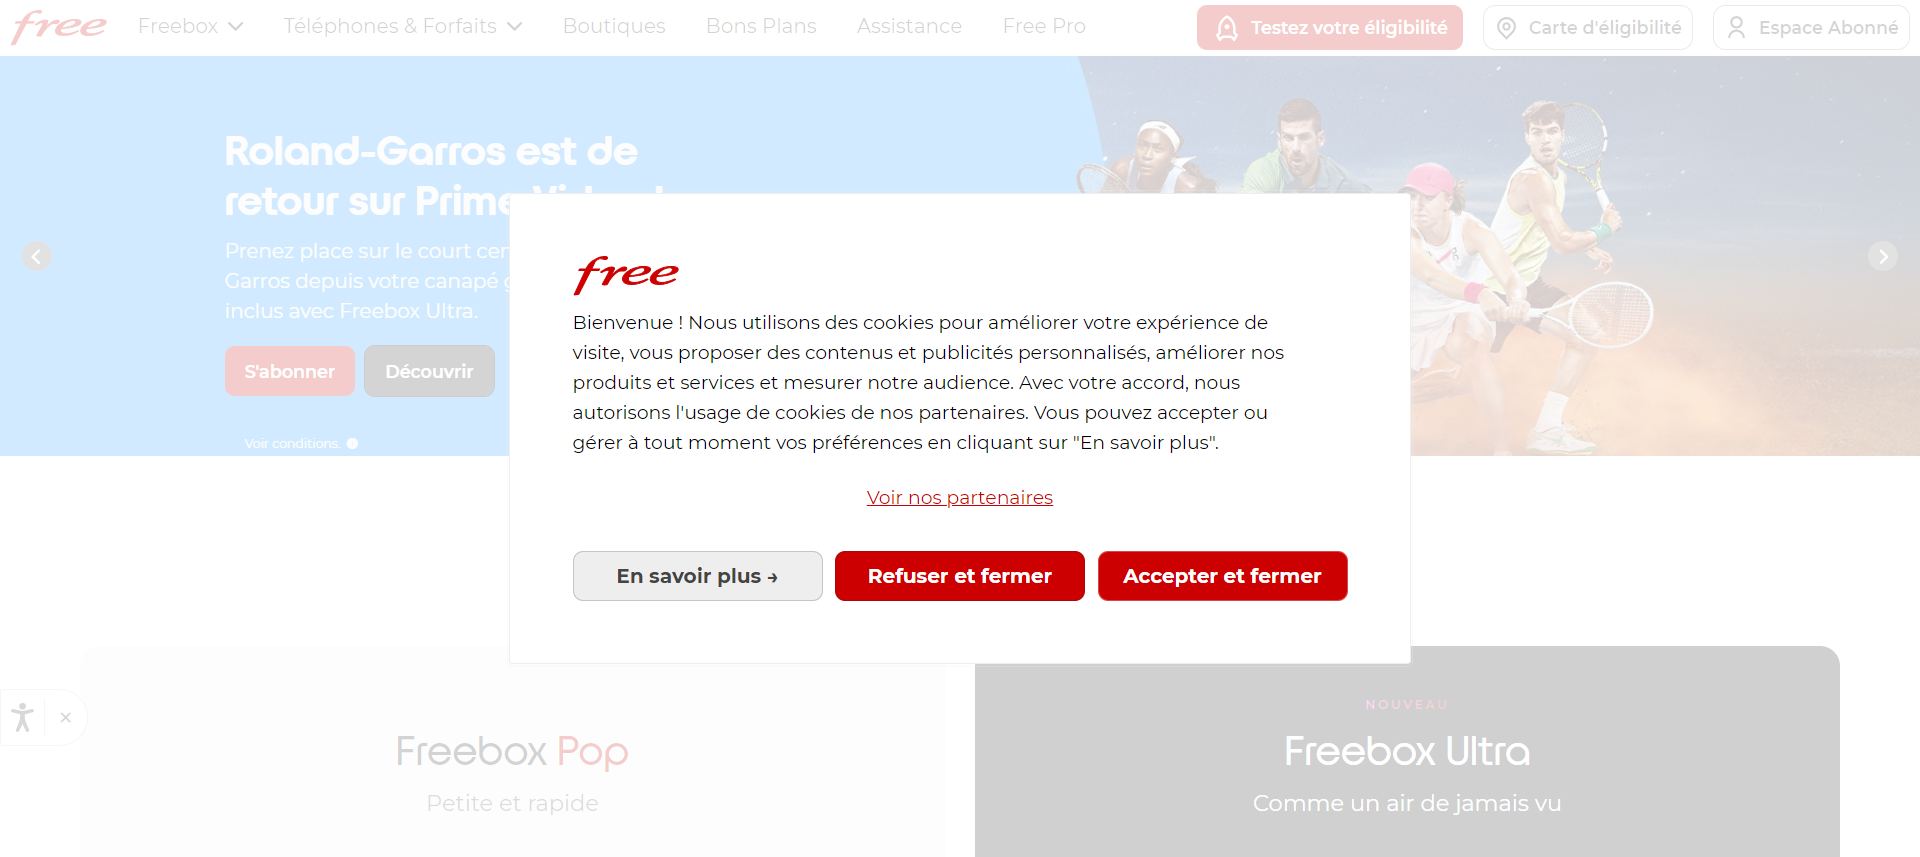 free
Freebox
Téléphones & Forfaits
Boutiques
Bons Plans
Assistance
Free Pro
Testez votre éligibilité
Carte d'éligibilité
Espace Abonné
Roland-Garros est de
retour sur Prime
Prenez place sur le court
Garros depuis votre canapé
inclus avec Freebox Ultra.
S'abonner
Découvrir
Voir conditions.
free
Bienvenue ! Nous utilisons des cookies pour améliorer votre expérience de
visite, vous proposer des contenus et publicités personnalisés, améliorer nos
produits et services et mesurer notre audience. Avec votre accord, nous
autorisons l'usage de cookies de nos partenaires. Vous pouvez accepter ou
gérer à tout moment vos préférences en cliquant sur "En savoir plus".
Voir nos partenaires
En savoir plus →
Refuser et fermer
Accepter et fermer
Freebox Pop
Petite et rapide
NOUVEAU
Freebox Ultra
Comme un air de jamais vu